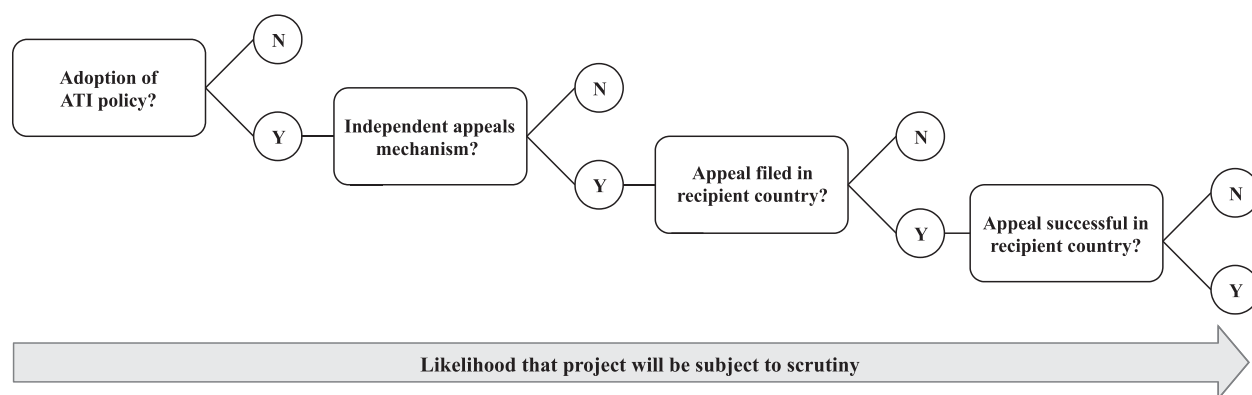 N
Adoption of
ATI policy?
Y
N
Independent appeals
mechanism?
Y
N
Appeal filed in
recipient country?
Y
N
Appeal successful in
recipient country?
Y
Likelihood that project will be subject to scrutiny